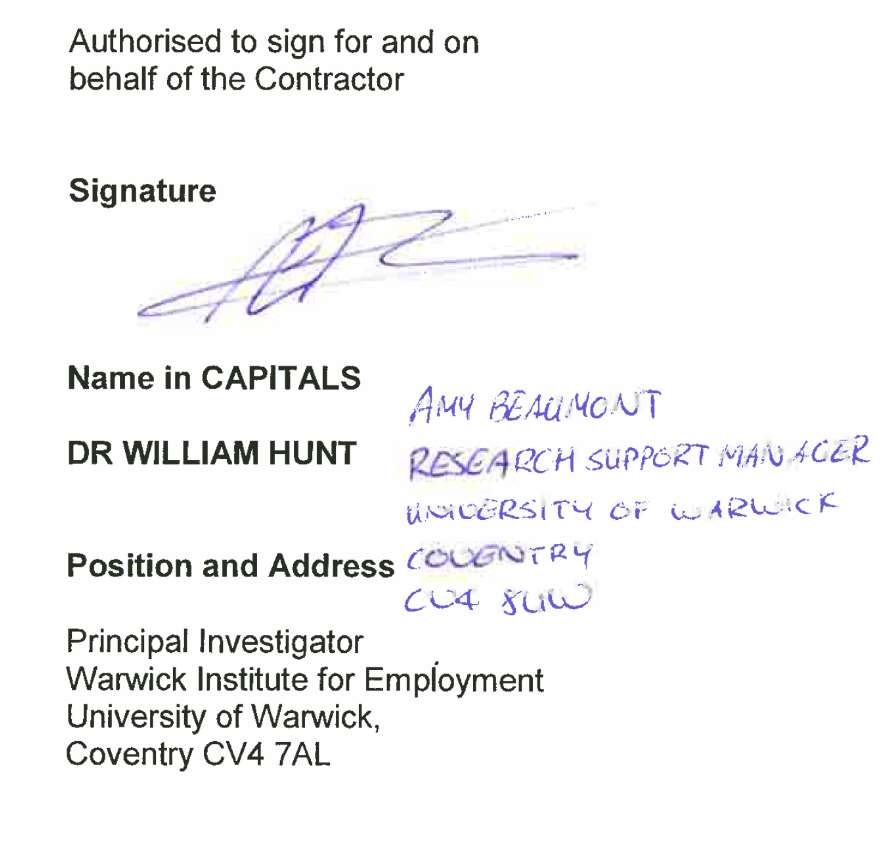 Authorised to sign for and on
behalf of the Contractor
Signature
Name in CAPITALS
AMY BEAUMONT
DR WILLIAM HUNT
RESEARCH SUPPORT MANAGER
UNIVERSITY OF WARWICK
Position and Address
COVENTRY
CV4 8UW
Principal Investigator
Warwick Institute for Employment
University of Warwick,
Coventry CV4 7AL